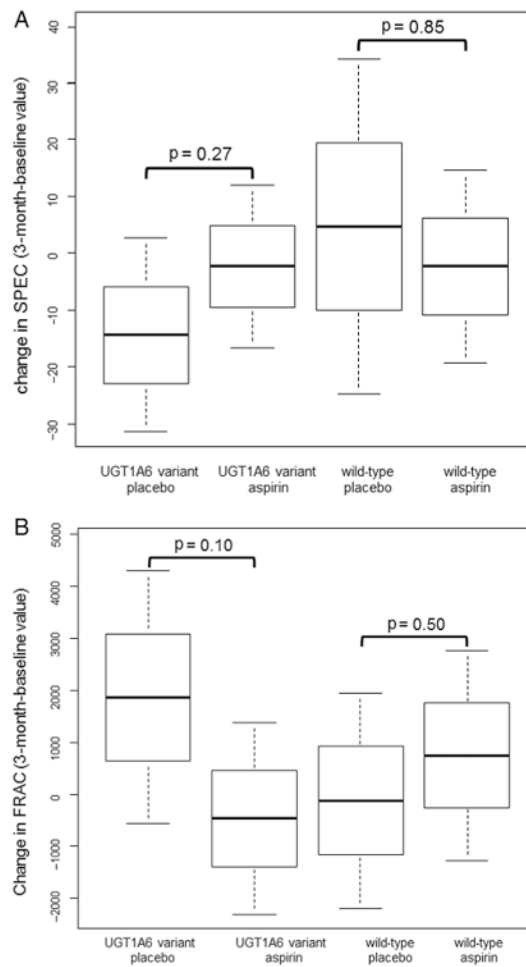 A
change in SPEC (3-month-baseline value)
40
30
20
10
0
-10
-20
-30
p = 0.27
p = 0.85
UGT1A6 variant
placebo
UGT1A6 variant
aspirin
wild-type
placebo
wild-type
aspirin
B
Change in FRAC (3-month-baseline value)
5000
4000
3000
2000
1000
0
-1000
-2000
p = 0.10
p = 0.50
UGT1A6 variant
placebo
UGT1A6 variant
aspirin
wild-type
placebo
wild-type
aspirin